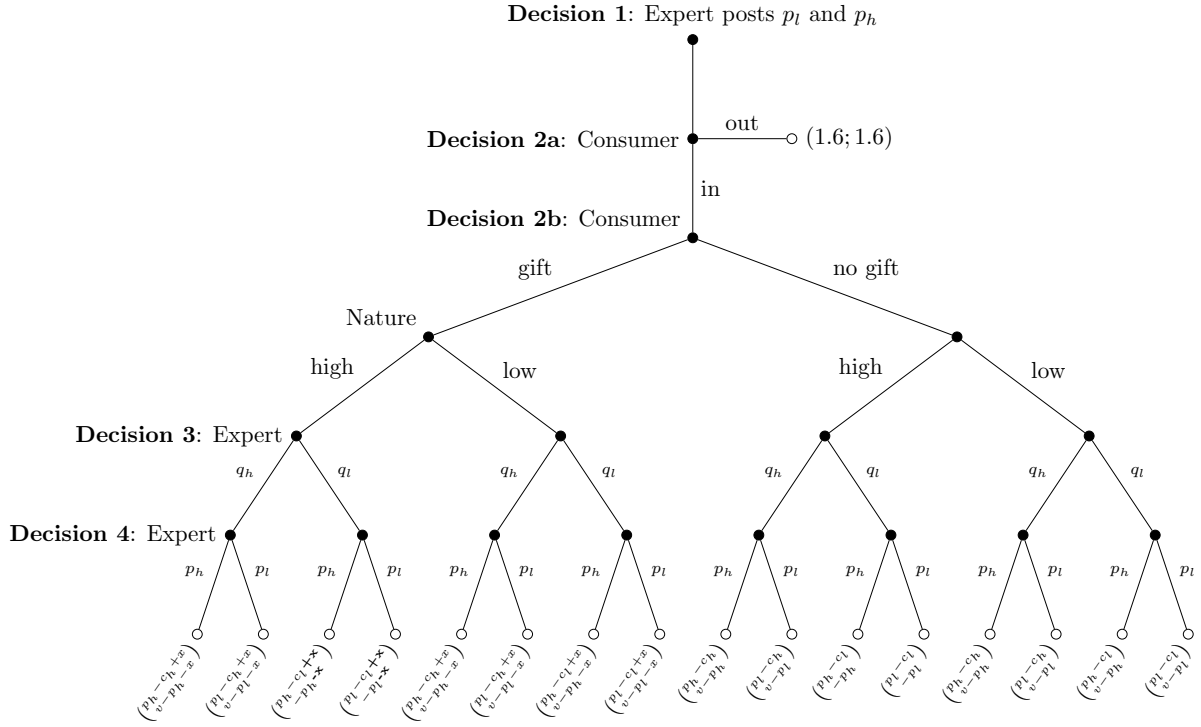 Decision 1: Expert posts p_l and p_h
Decision 2a: Consumer
out
(1.6; 1.6)
in
Decision 2b: Consumer
gift
no gift
Nature
high
low
high
low
Decision 3: Expert
q_h
q_l
q_h
q_l
q_h
q_l
q_h
q_l
Decision 4: Expert
p_h
p_l
p_h
p_l
p_h
p_l
p_h
p_l
p_h
p_l
p_h
p_l
p_h
p_l
p_h
p_l
(p_h−c_h+x
v−p_h−x)
(p_l−c_h+x
v−p_l−x)
(p_h−c_l+x
−p_h-x)
(p_l−c_l+x
−p_l-x)
(p_h−c_h+x
v−p_h−x)
(p_l−c_h+x
v−p_l−x)
(p_h−c_l+x
v−p_h−x)
(p_l−c_l+x
v−p_l−x)
(p_h−c_h
v−p_h)
(p_l−c_h
v−p_l)
(p_h−c_l
−p_h)
(p_l−c_l
−p_l)
(p_h−c_h
v−p_h)
(p_l−c_h
v−p_l)
(p_h−c_l
v−p_h)
(p_l−c_l
v−p_l)